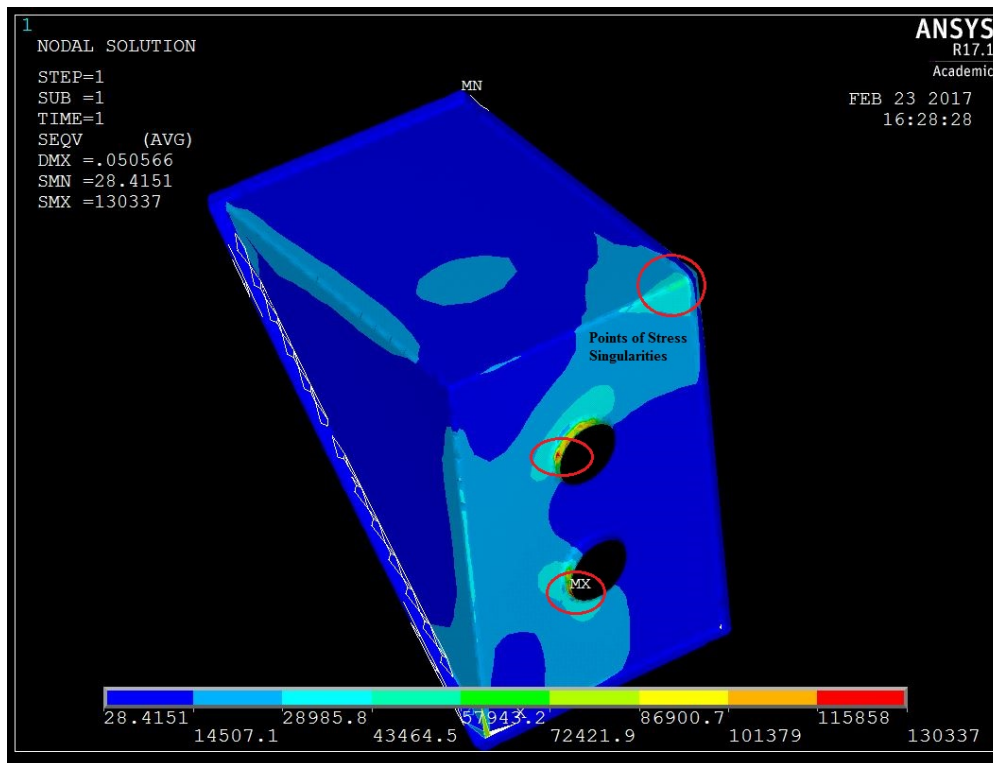 1
NODAL SOLUTION
STEP=1
SUB =1
TIME=1
SEQV     (AVG)
DMX =.050566
SMN =28.4151
SMX =130337
ANSYS
R17.1
Academic
FEB 23 2017
16:28:28
MN
Points of Stress
Singularities
MX
X
28.4151 28985.8 57943.2 86900.7 115858
14507.1 43464.5 72421.9 101379 130337